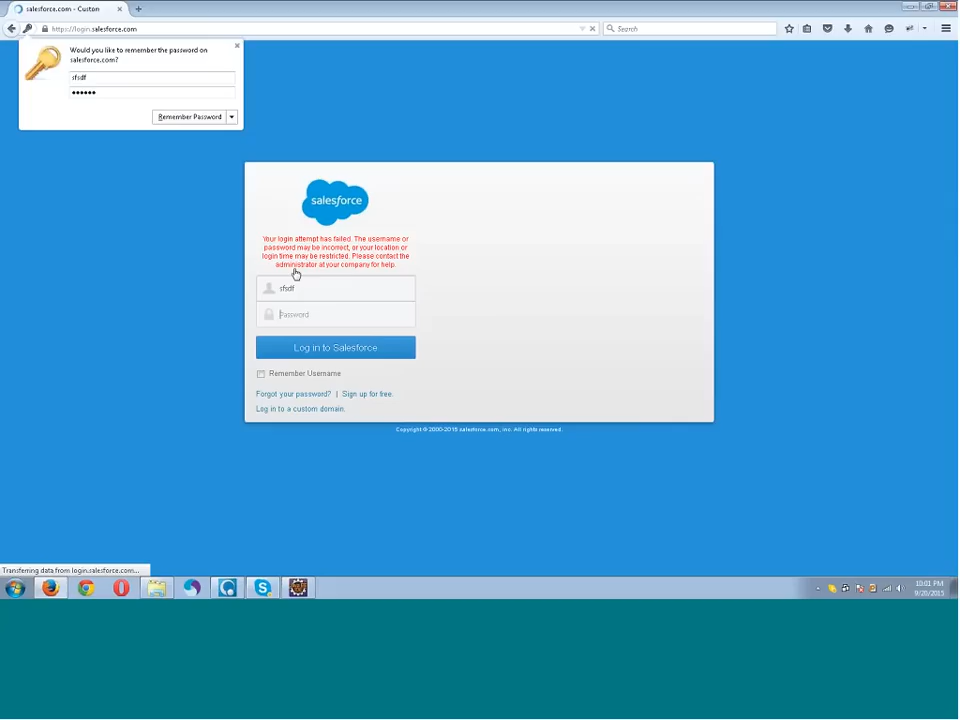 salesforce.com - Custom
https://login.salesforce.com
Search
Would you like to remember the password on
salesforce.com?
sfsdf
••••••
Remember Password
salesforce
Your login attempt has failed. The username or
password may be incorrect, or your location or
login time may be restricted. Please contact the
administrator at your company for help.
sfsdf
Password
Log in to Salesforce
Remember Username
Forgot your password? | Sign up for free.
Log in to a custom domain.
Copyright © 2000-2015 salesforce.com, inc. All rights reserved.
Transferring data from login.salesforce.com...
10:01 PM
9/20/2015